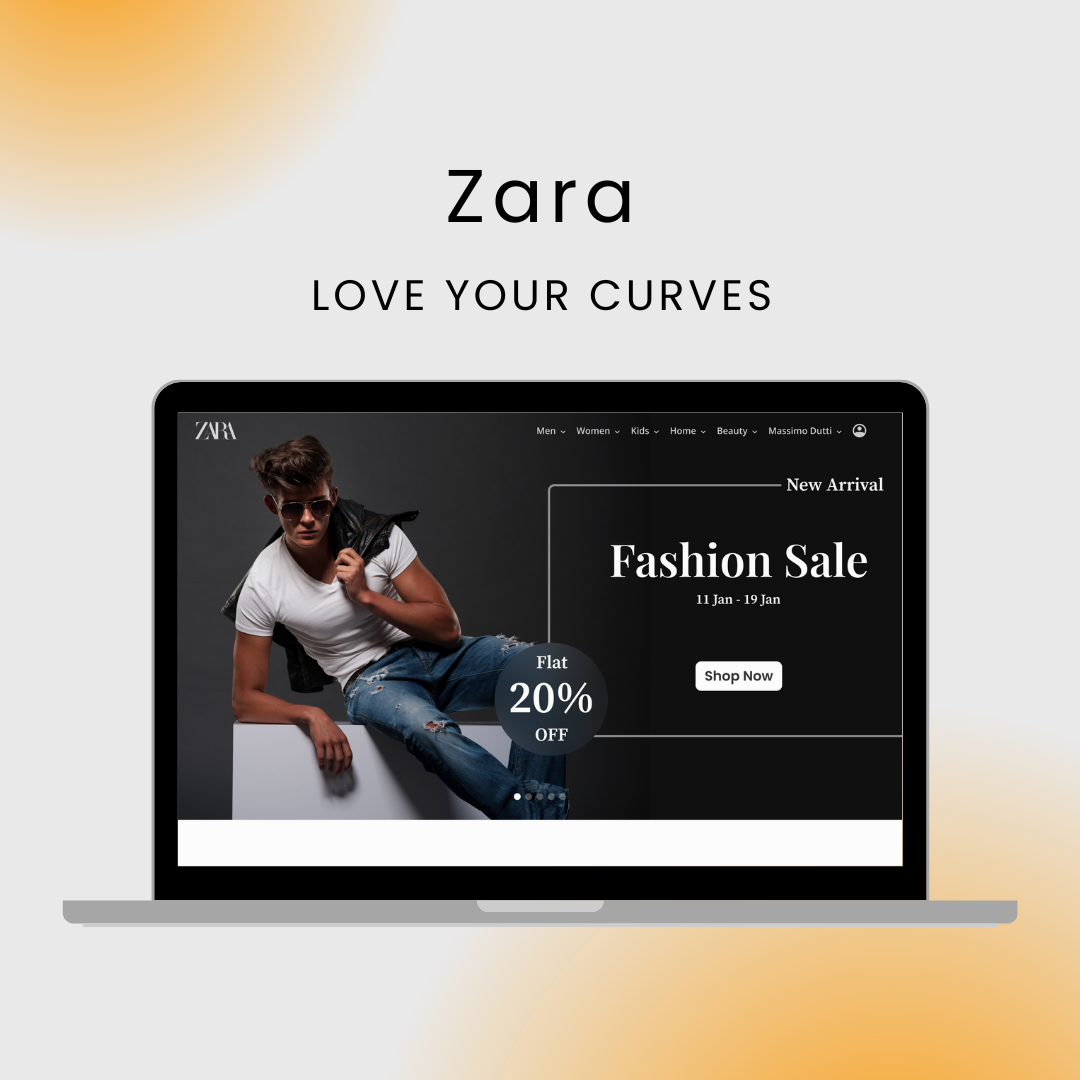 Zara
LOVE YOUR CURVES
ZARA
Men Women Kids Home Beauty Massimo Dutti
New Arrival
Fashion Sale
11 Jan - 19 Jan
Shop Now
Flat
20%
OFF